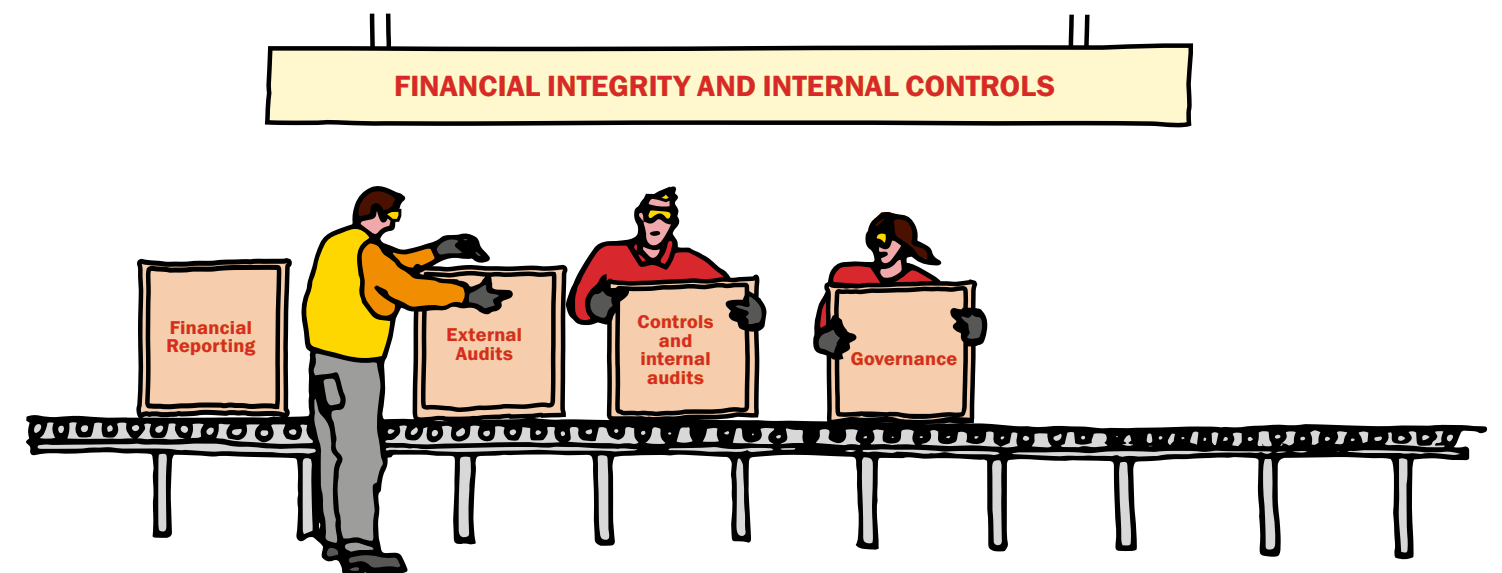 FINANCIAL INTEGRITY AND INTERNAL CONTROLS
Financial
Reporting
External
Audits
Controls
and
internal
audits
Governance